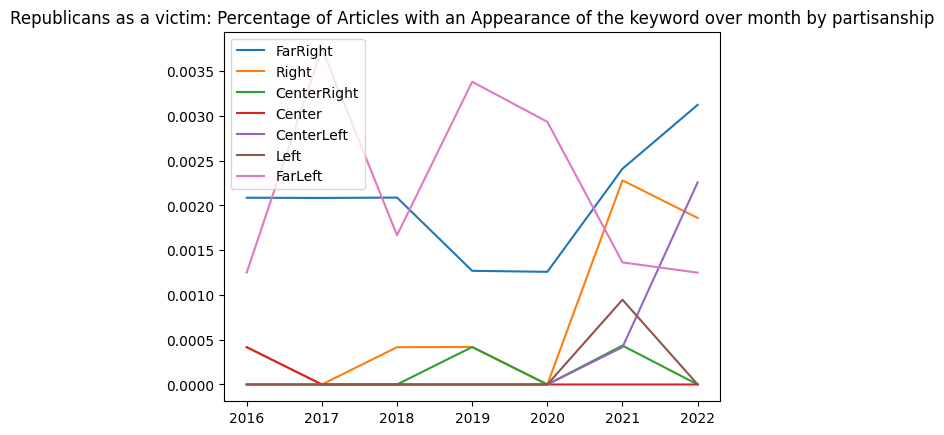 Republicans as a victim: Percentage of Articles with an Appearance of the keyword over month by partisanship
FarRight
Right
CenterRight
Center
CenterLeft
Left
FarLeft
0.0035
0.0030
0.0025
0.0020
0.0015
0.0010
0.0005
0.0000
2016 2017 2018 2019 2020 2021 2022